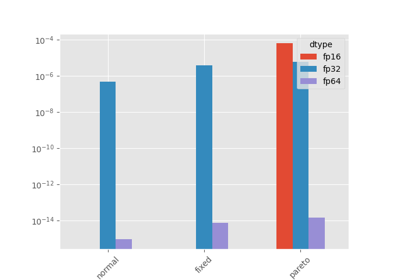 10⁻⁴
10⁻⁶
10⁻⁸
10⁻¹⁰
10⁻¹²
10⁻¹⁴
dtype
fp16
fp32
fp64
normal
fixed
pareto